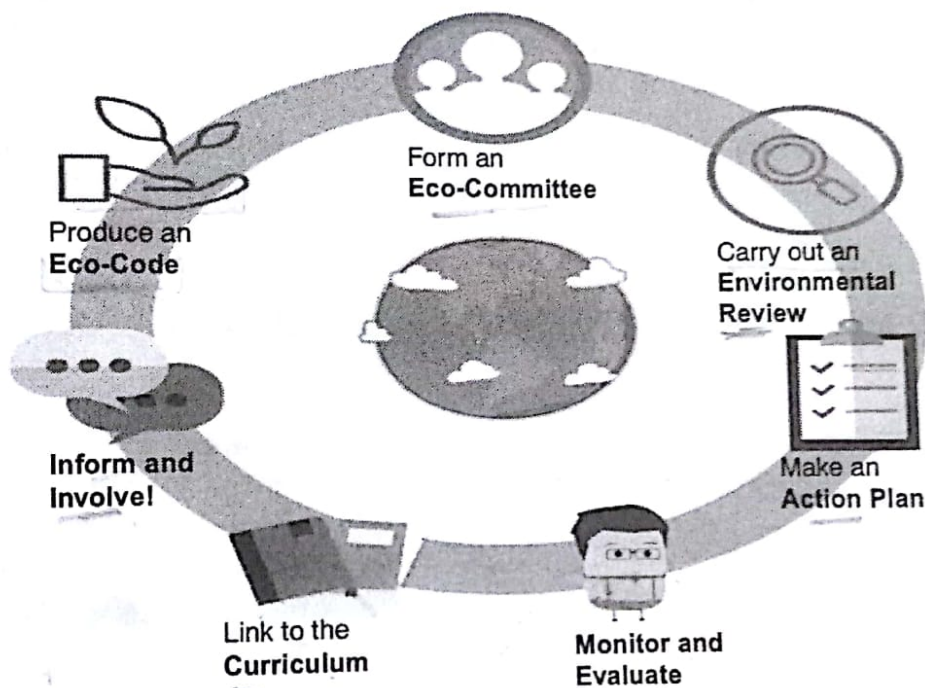 Form an
Eco-Committee
Carry out an
Environmental
Review
Make an
Action Plan
Monitor and
Evaluate
Link to the
Curriculum
Inform and
Involve!
Produce an
Eco-Code